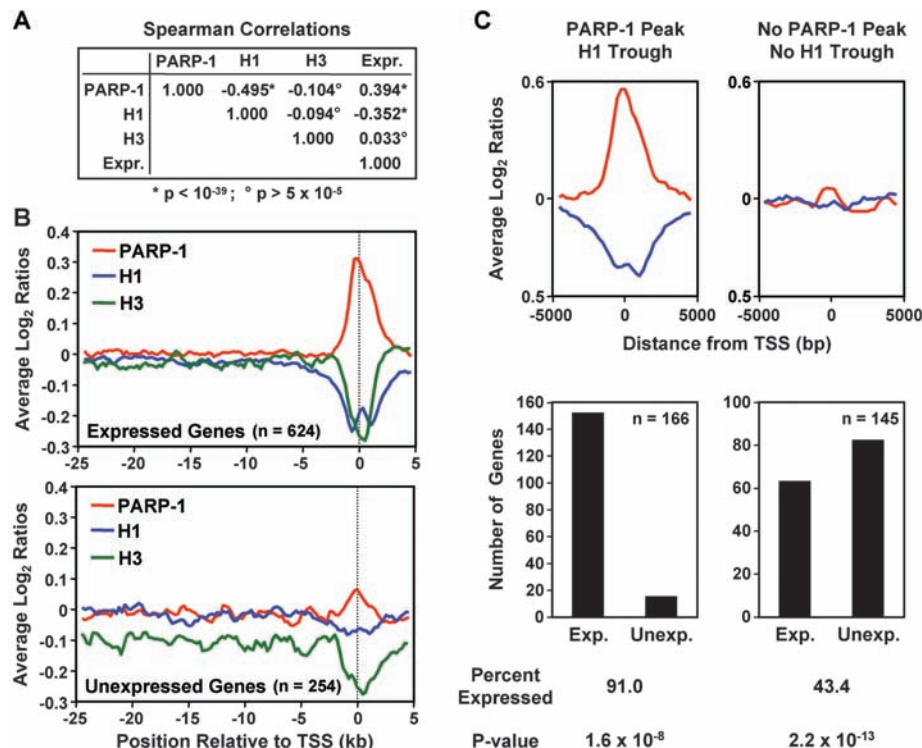 A
Spearman Correlations
PARP-1 H1 H3 Expr.
PARP-1 1.000 -0.495* -0.104° 0.394*
H1 1.000 -0.094° -0.352*
H3 1.000 0.033°
Expr. 1.000
* p < 10-39 ; ° p > 5 x 10-5
B
Average Log2 Ratios
0.4
0.3
0.2
0.1
0
-0.1
-0.2
-0.3
PARP-1
H1
H3
Expressed Genes (n = 624)
-25 -20 -15 -10 -5 0 5
Average Log2 Ratios
0.4
0.3
0.2
0.1
0
-0.1
-0.2
-0.3
PARP-1
H1
H3
Unexpressed Genes (n = 254)
-25 -20 -15 -10 -5 0 5
Position Relative to TSS (kb)
C
PARP-1 Peak
H1 Trough
No PARP-1 Peak
No H1 Trough
Average Log2 Ratios
0.6
0
0.5
-5000 0 5000
0.6
0
0.5
-5000 0 5000
Distance from TSS (bp)
Number of Genes
160
140
120
100
80
60
40
20
0
n = 166
Exp. Unexp.
100
80
60
40
20
0
n = 145
Exp. Unexp.
Percent
Expressed
91.0 43.4
P-value 1.6 x 10-8 2.2 x 10-13